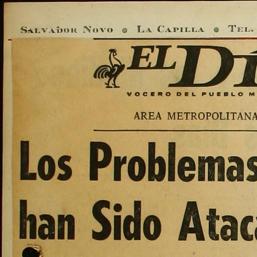 SALVADOR NOVO ● LA CAPILLA ● TEL.
EL DÍ
VOCERO DEL PUEBLO M
AREA METROPOLITANA
Los Problemas
han Sido Ataca